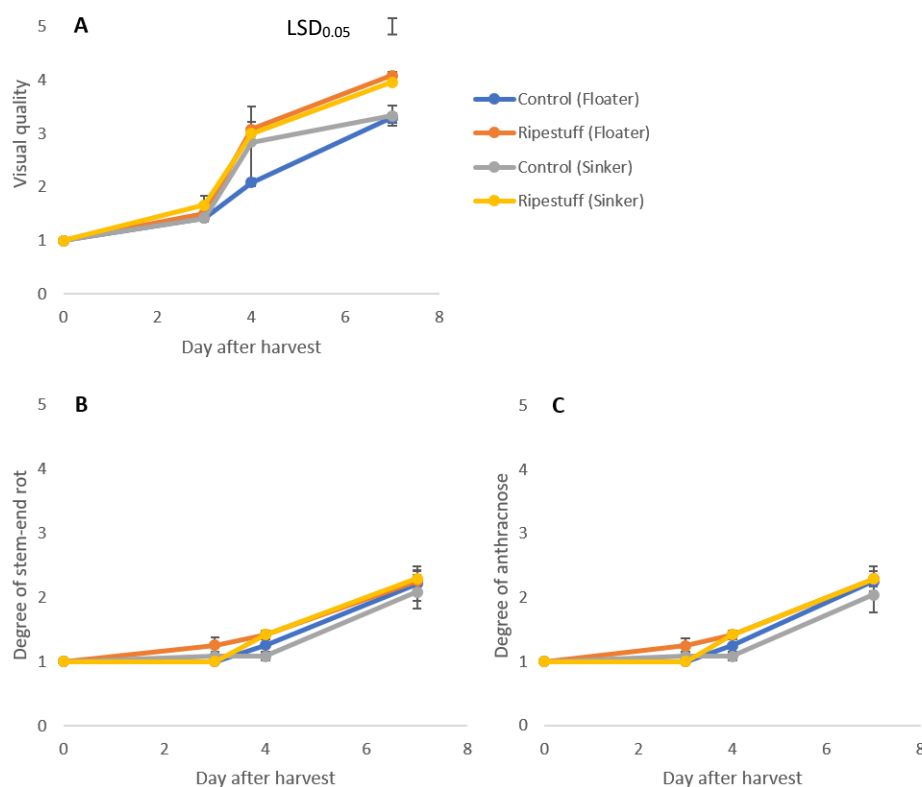 A
LSD0.05
5
4
3
2
1
0
Visual quality
0 2 4 6 8
Day after harvest
Control (Floater)
Ripestuff (Floater)
Control (Sinker)
Ripestuff (Sinker)
B
5
4
3
2
1
0
Degree of stem-end rot
0 2 4 6 8
Day after harvest
C
5
4
3
2
1
0
Degree of anthracnose
0 2 4 6 8
Day after harvest